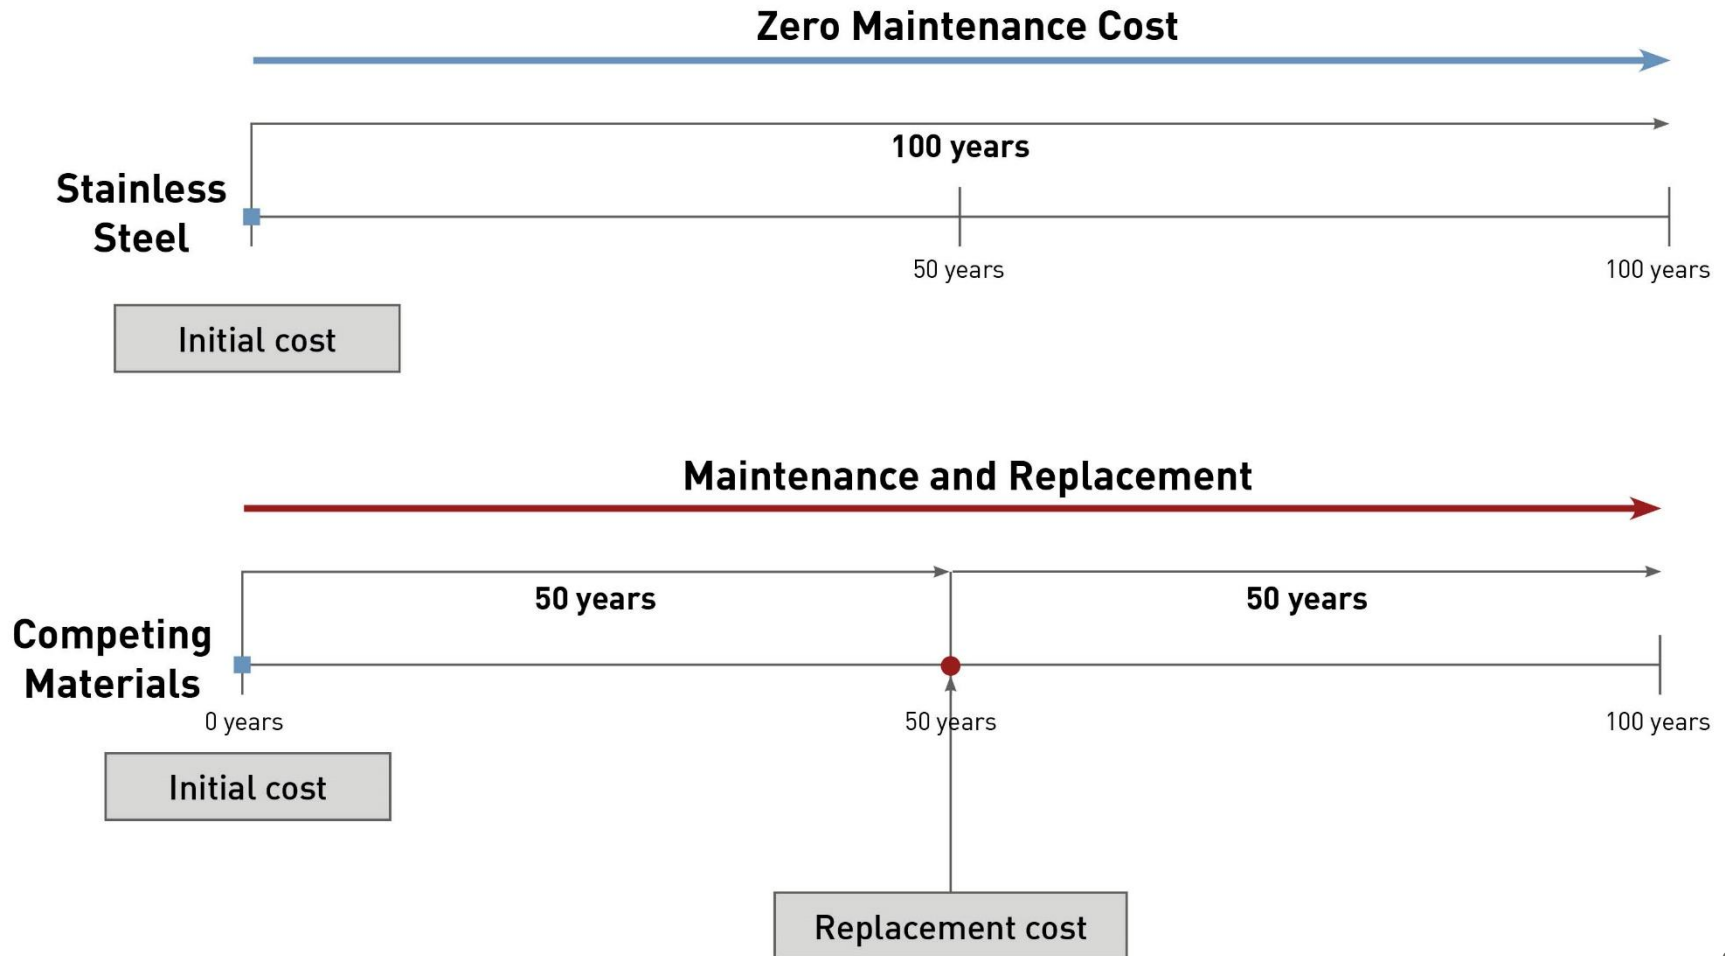 Zero Maintenance Cost
100 years
Stainless
Steel
50 years
100 years
Initial cost
Maintenance and Replacement
50 years
50 years
Competing
Materials
0 years
50 years
100 years
Initial cost
Replacement cost